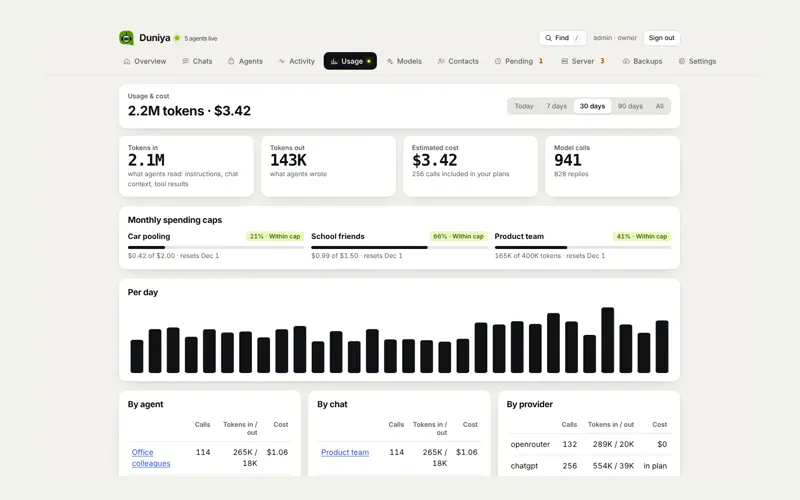 Duniya
5 agents live
Find /
admin · owner
Sign out
Overview
Chats
Agents
Activity
Usage
Models
Contacts
Pending 1
Server 3
Backups
Settings
Usage & cost
2.2M tokens · $3.42
Today
7 days
30 days
90 days
All
Tokens in
2.1M
what agents read: instructions, chat
context, tool results
Tokens out
143K
what agents wrote
Estimated cost
$3.42
256 calls included in your plans
Model calls
941
828 replies
Monthly spending caps
Car pooling
21% · Within cap
$0.42 of $2.00 · resets Dec 1
School friends
66% · Within cap
$0.99 of $1.50 · resets Dec 1
Product team
41% · Within cap
165K of 400K tokens · resets Dec 1
Per day
By agent
Calls Tokens in / out Cost
Office colleagues 114 265K / 18K $1.06
By chat
Calls Tokens in / out Cost
Product team 114 265K / 18K $1.06
By provider
Calls Tokens in / out Cost
openrouter 132 289K / 20K $0
chatgpt 256 554K / 39K in plan